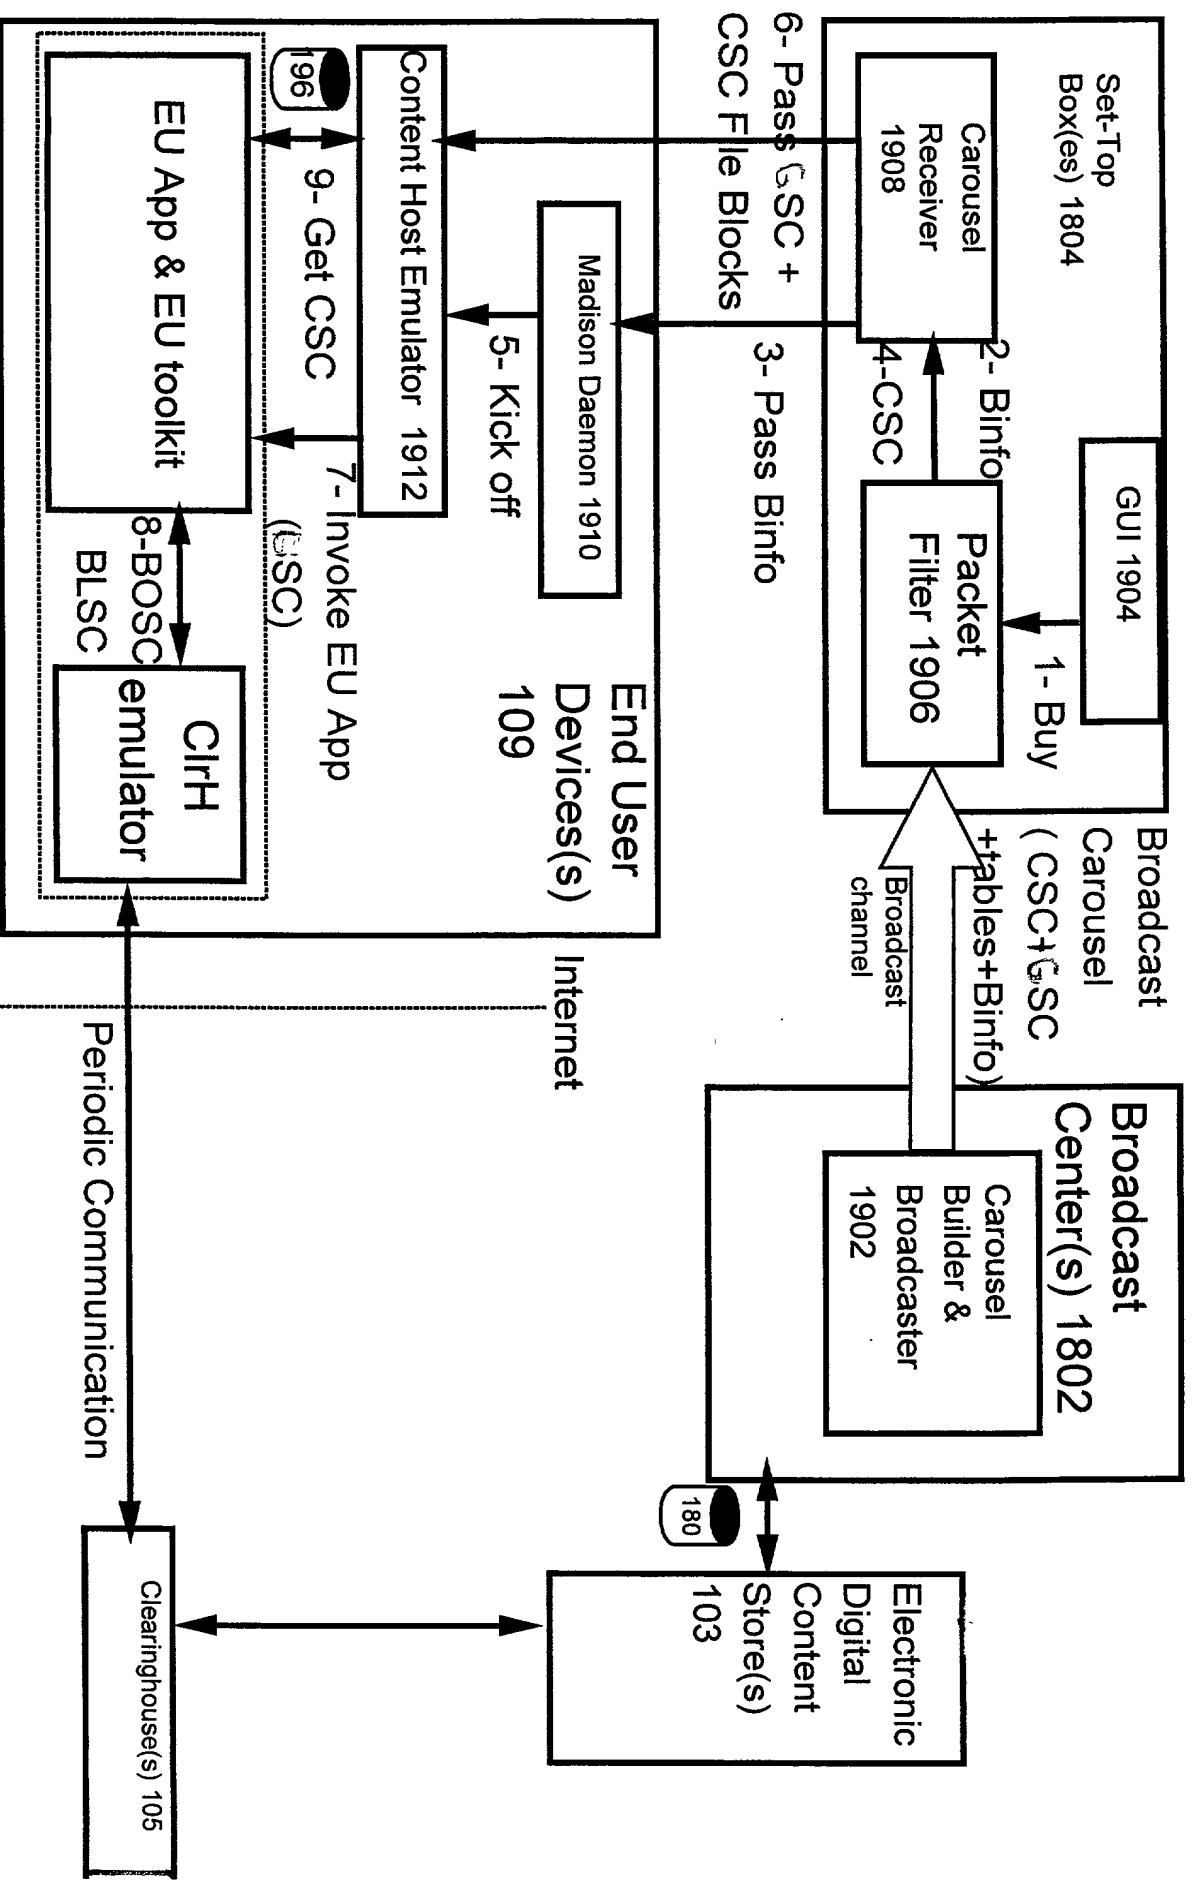 Set-Top
Box(es) 1804
GUI 1904
1- Buy
Packet
Filter 1906
2- Binfo
4-CSC
Carousel
Receiver
1908
Broadcast
Carousel
( CSC+GSC
+tables+Binfo)
Broadcast
channel
Broadcast
Center(s) 1802
Carousel
Builder &
Broadcaster
1902
180
Electronic
Digital
Content
Store(s)
103
6- Pass GSC +
CSC File Blocks
3- Pass Binfo
End User
Devices(s)
109
Madison Daemon 1910
5- Kick off
Content Host Emulator 1912
196
9- Get CSC
7- Invoke EU App
(GSC)
EU App & EU toolkit
8-BOSC
BLSC
ClrH
emulator
Internet
Periodic Communication
Clearinghouse(s) 105